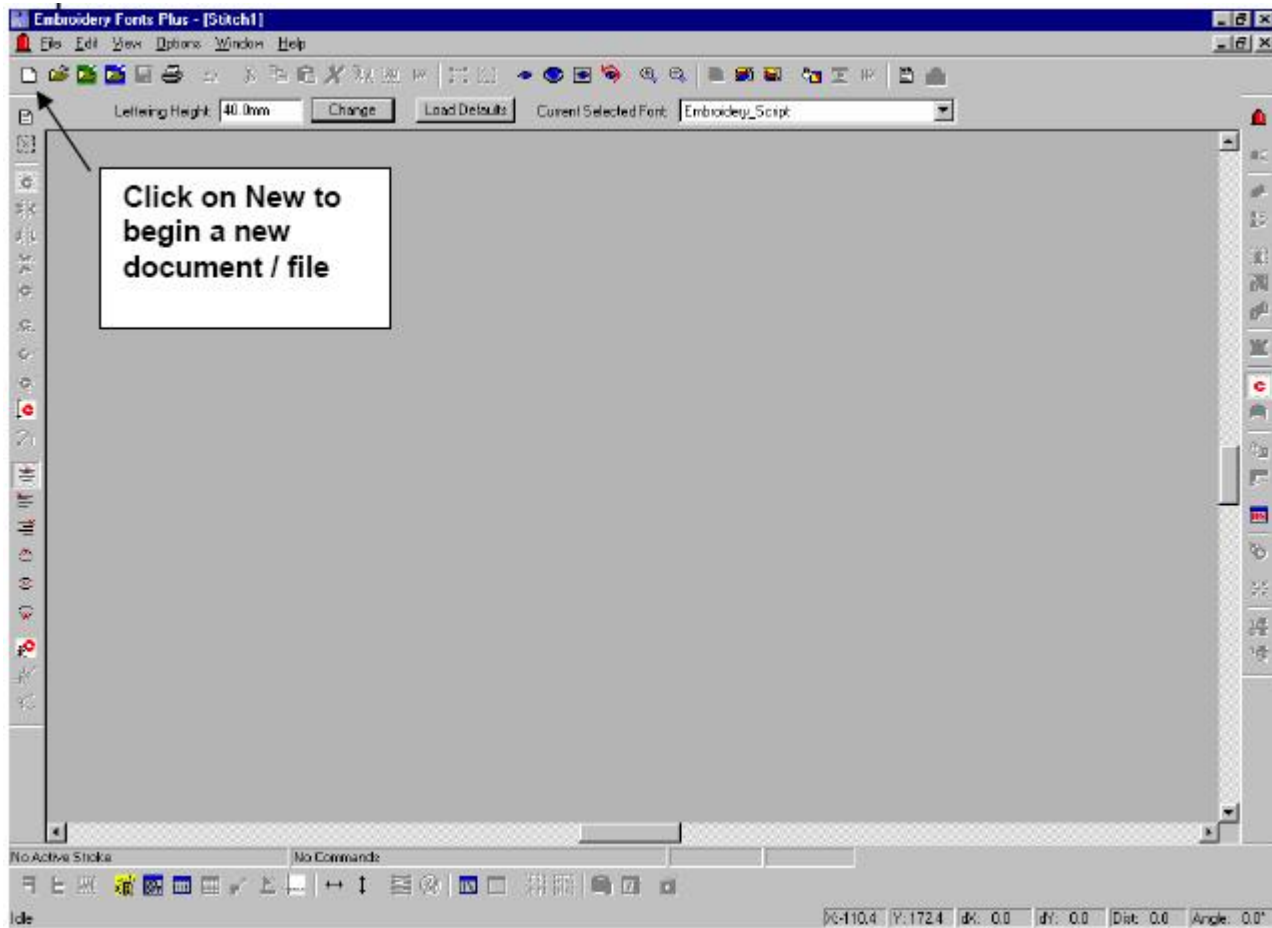 Embroidery Fonts Plus - [Stitch1]
File Edit View Options Window Help
Lettering Height: 40.0mm Change Load Defaults Current Selected Font: Embroidery_Script
Click on New to
begin a new
document / file
No Active Stroke No Commands
Idle X:-110.4 Y: 172.4 dX: 0.0 dY: 0.0 Dist: 0.0 Angle: 0.0°